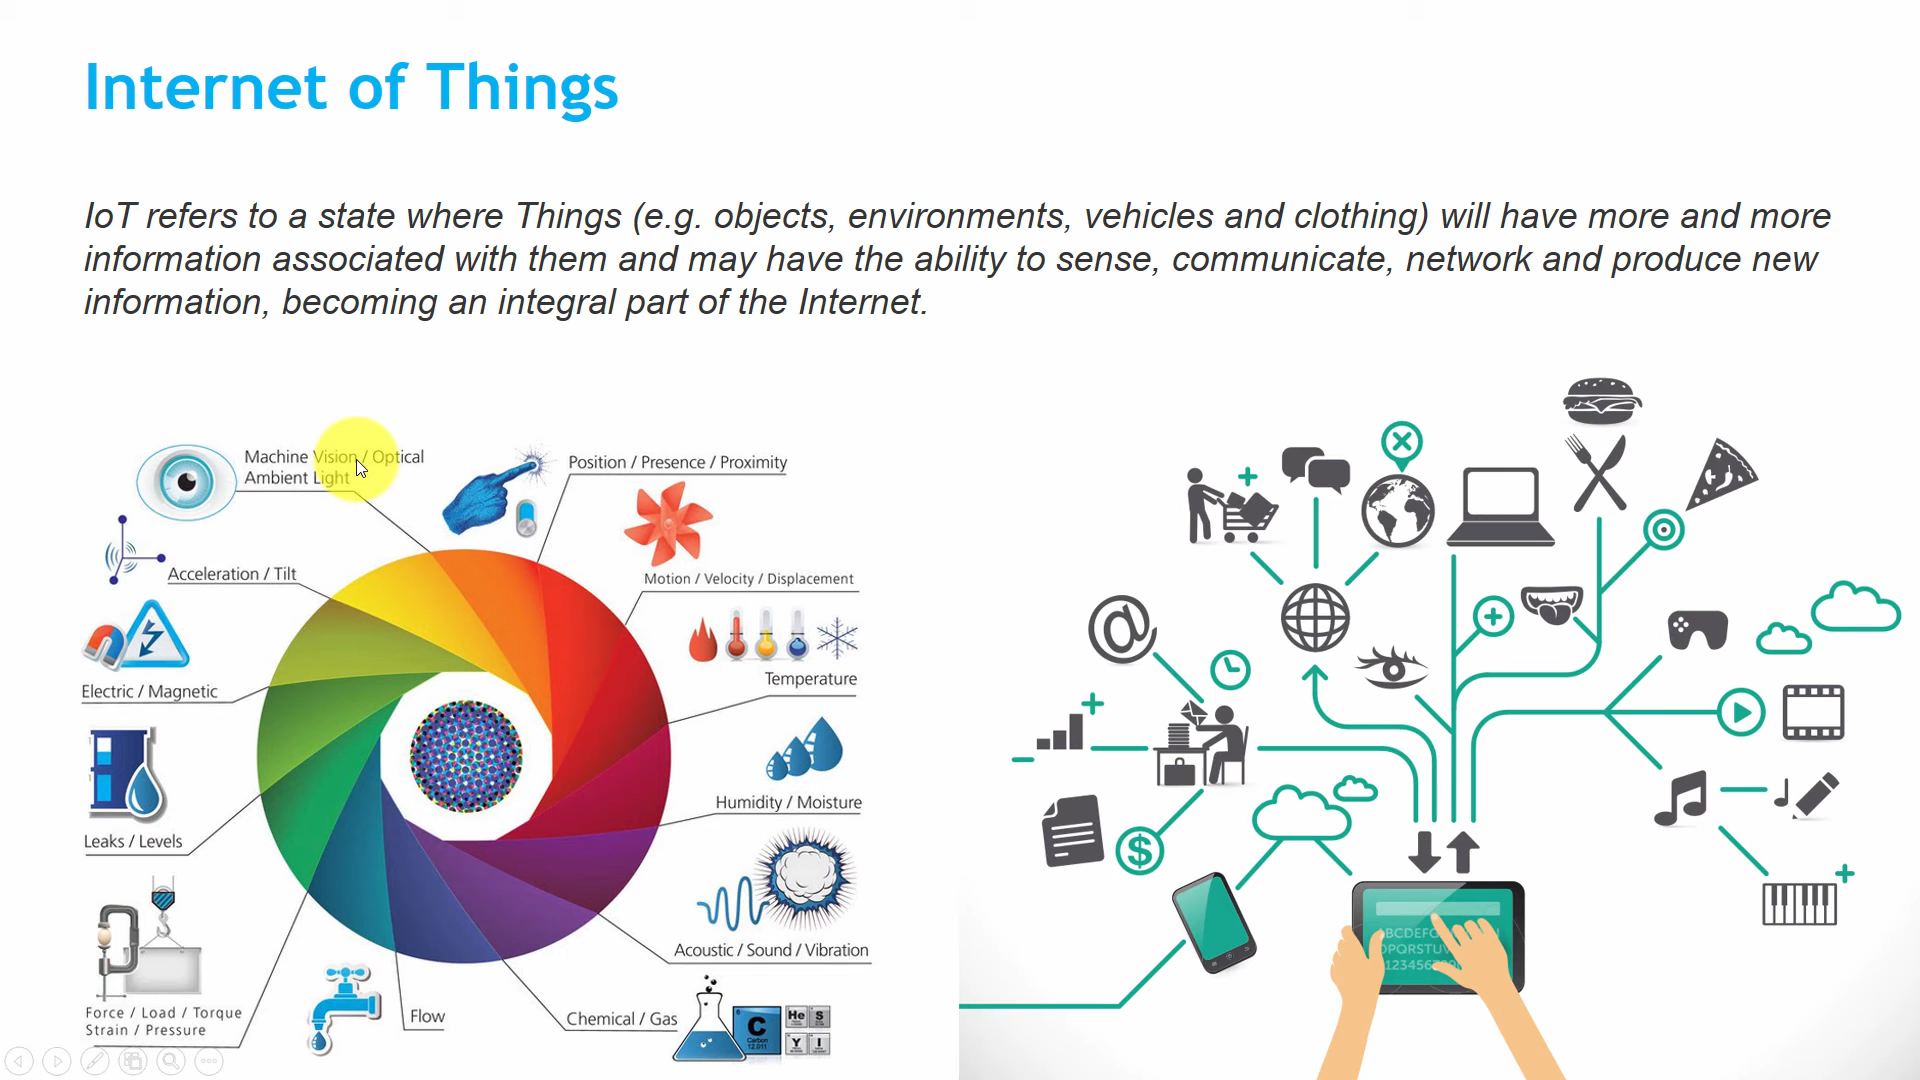 Internet of Things
IoT refers to a state where Things (e.g. objects, environments, vehicles and clothing) will have more and more
information associated with them and may have the ability to sense, communicate, network and produce new
information, becoming an integral part of the Internet.
Machine Vision / Optical
Ambient Light
Position / Presence / Proximity
Acceleration / Tilt
Motion / Velocity / Displacement
Electric / Magnetic
Temperature
Leaks / Levels
Humidity / Moisture
Acoustic / Sound / Vibration
Force / Load / Torque
Strain / Pressure
Flow
Chemical / Gas
C
Carbon
12.011
He S
Y I
@
$